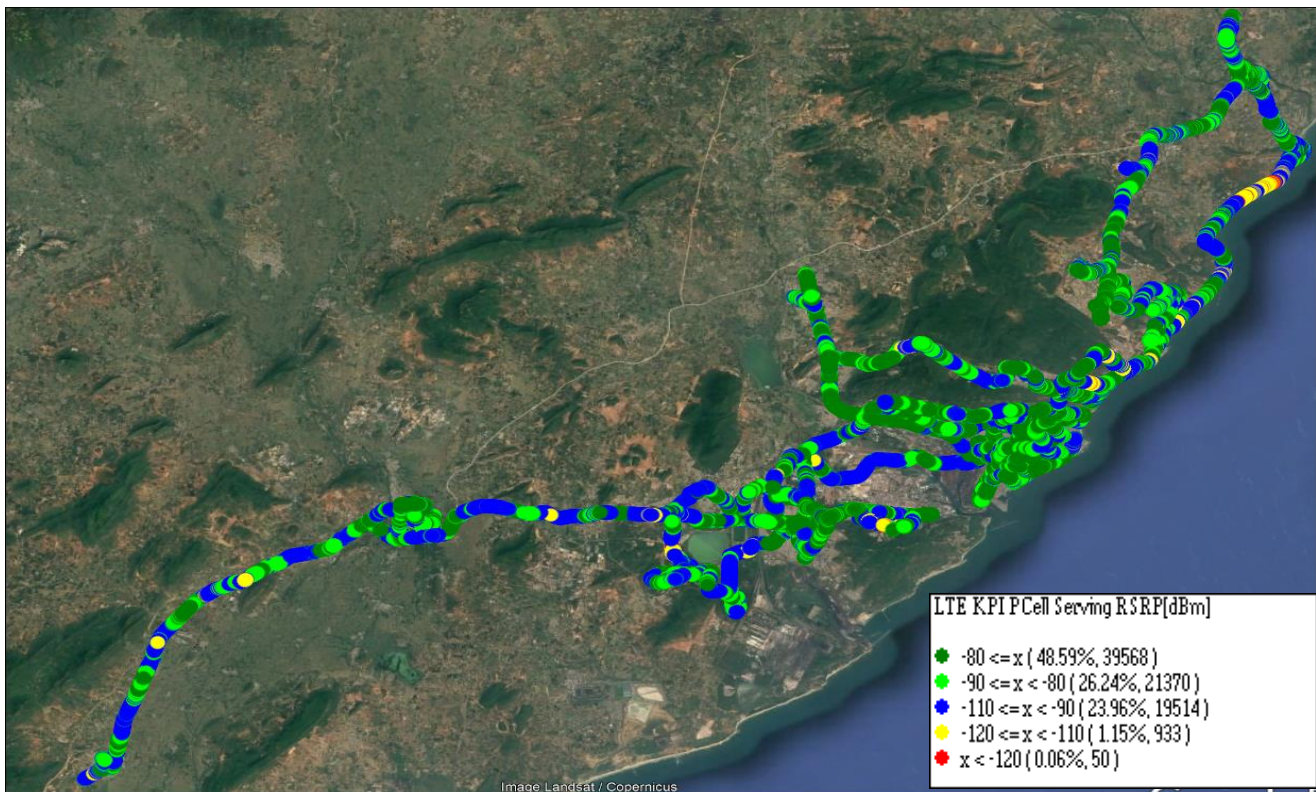 LTE KPI PCell Serving RSRP[dBm]
-80 <= x ( 48.59%, 39568 )
-90 <= x < -80 ( 26.24%, 21370 )
-110 <= x < -90 ( 23.96%, 19514 )
-120 <= x < -110 ( 1.15%, 933 )
x < -120 ( 0.06%, 50 )
Image Landsat / Copernicus